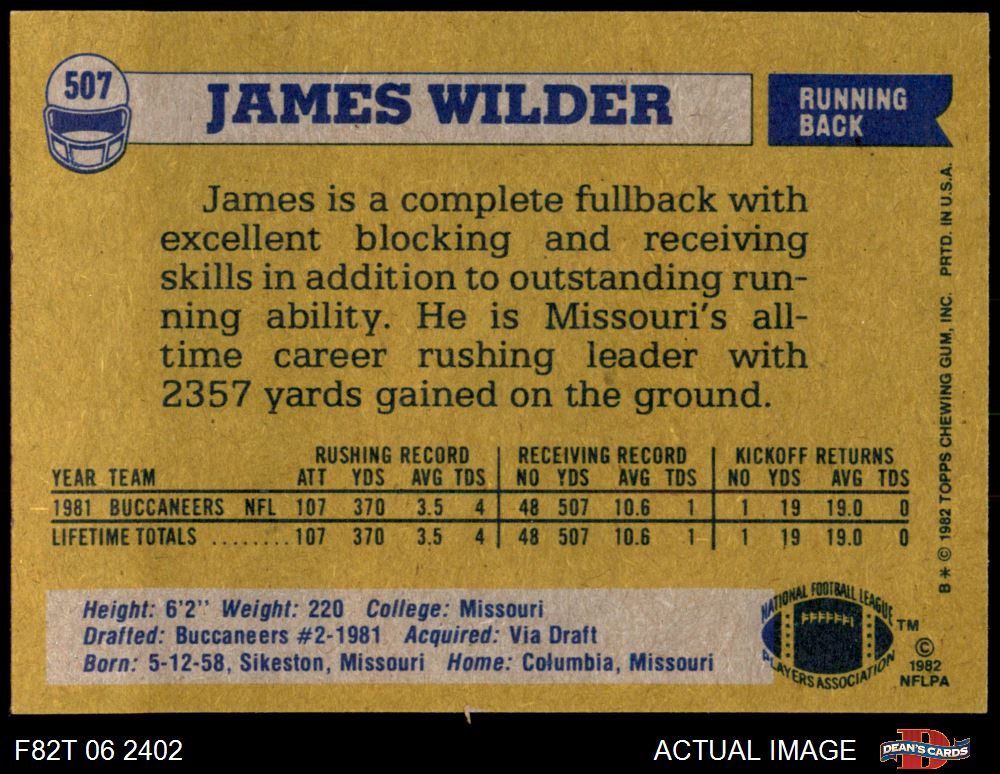 507
JAMES WILDER
RUNNING
BACK
James is a complete fullback with
excellent blocking and receiving
skills in addition to outstanding run-
ning ability. He is Missouri's all-
time career rushing leader with
2357 yards gained on the ground.
RUSHING RECORD RECEIVING RECORD KICKOFF RETURNS
YEAR TEAM ATT YDS AVG TDS NO YDS AVG TDS NO YDS AVG TDS
1981 BUCCANEERS NFL 107 370 3.5 4 48 507 10.6 1 1 19 19.0 0
LIFETIME TOTALS ........ 107 370 3.5 4 48 507 10.6 1 1 19 19.0 0
Height: 6'2" Weight: 220 College: Missouri
Drafted: Buccaneers #2-1981 Acquired: Via Draft
Born: 5-12-58, Sikeston, Missouri Home: Columbia, Missouri
NATIONAL FOOTBALL LEAGUE
PLAYERS ASSOCIATION
TM
©
1982
NFLPA
B * © 1982 TOPPS CHEWING GUM, INC. PRTD. IN U.S.A.
F82T 06 2402
ACTUAL IMAGE
DEAN'S CARDS